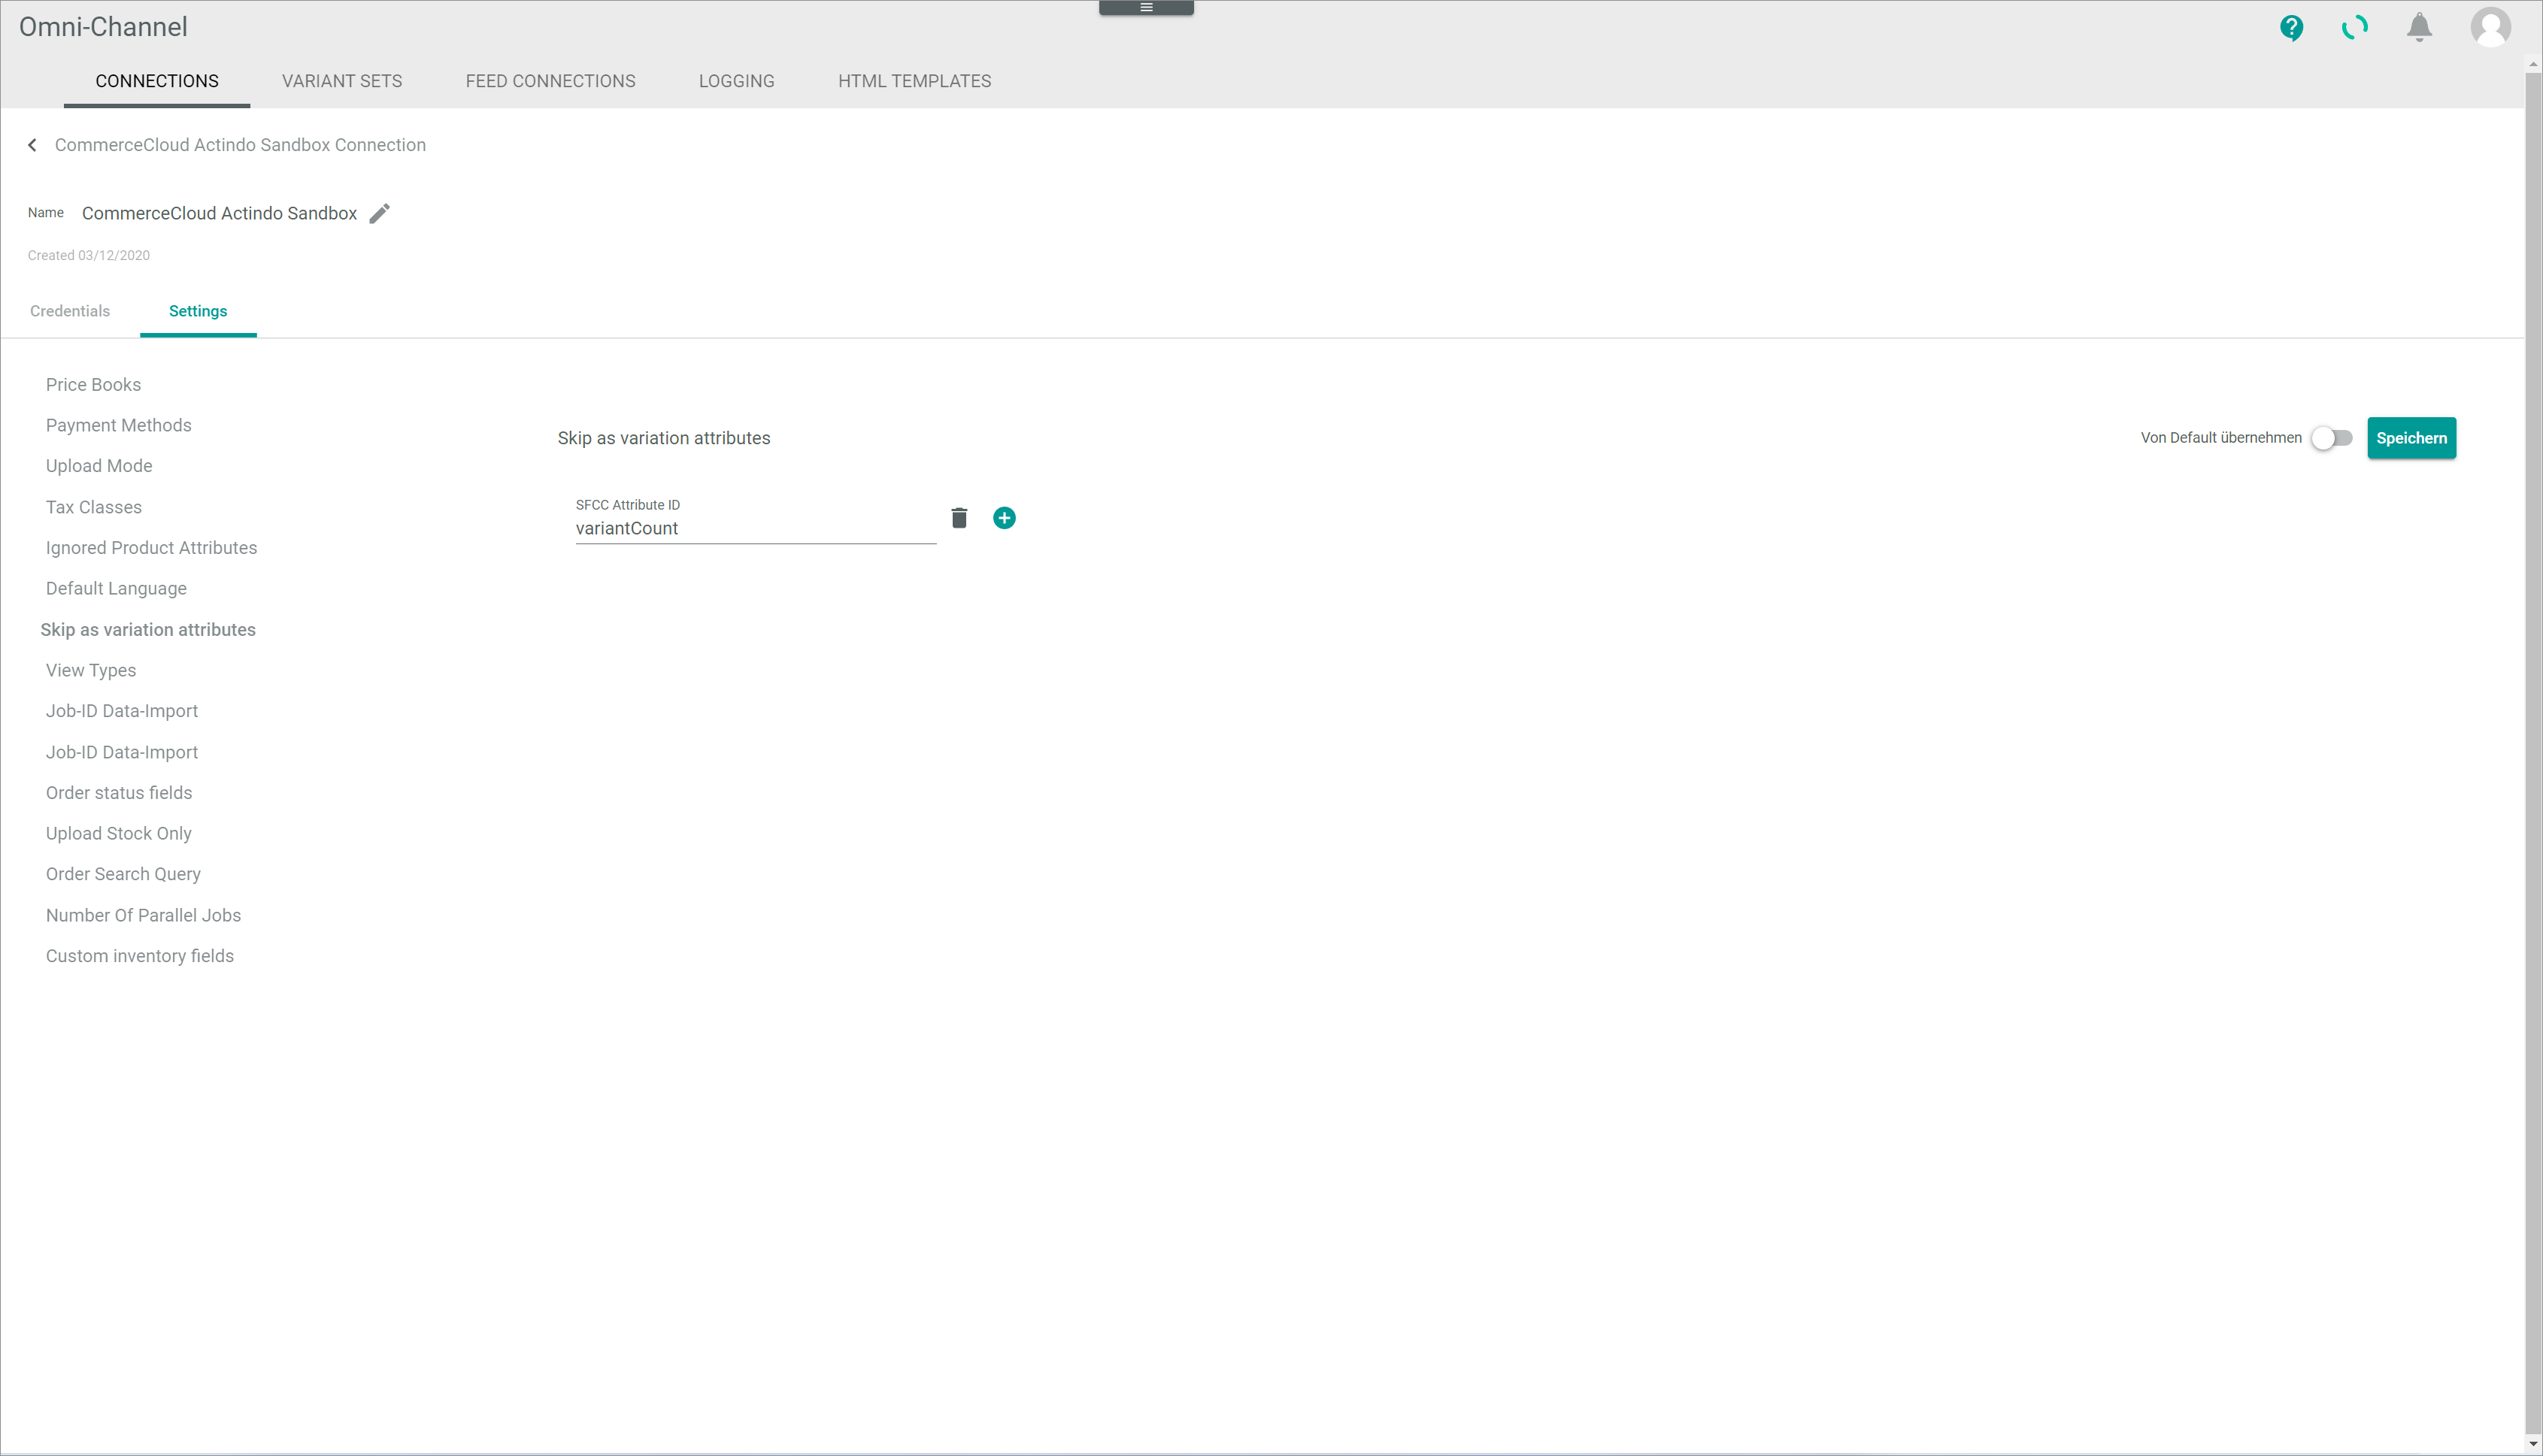 Omni-Channel
CONNECTIONS VARIANT SETS FEED CONNECTIONS LOGGING HTML TEMPLATES
CommerceCloud Actindo Sandbox Connection
Name CommerceCloud Actindo Sandbox
Created 03/12/2020
Credentials Settings
Price Books
Payment Methods
Upload Mode
Tax Classes
Ignored Product Attributes
Default Language
Skip as variation attributes
View Types
Job-ID Data-Import
Job-ID Data-Import
Order status fields
Upload Stock Only
Order Search Query
Number Of Parallel Jobs
Custom inventory fields
Skip as variation attributes
Von Default übernehmen Speichern
SFCC Attribute ID
variantCount